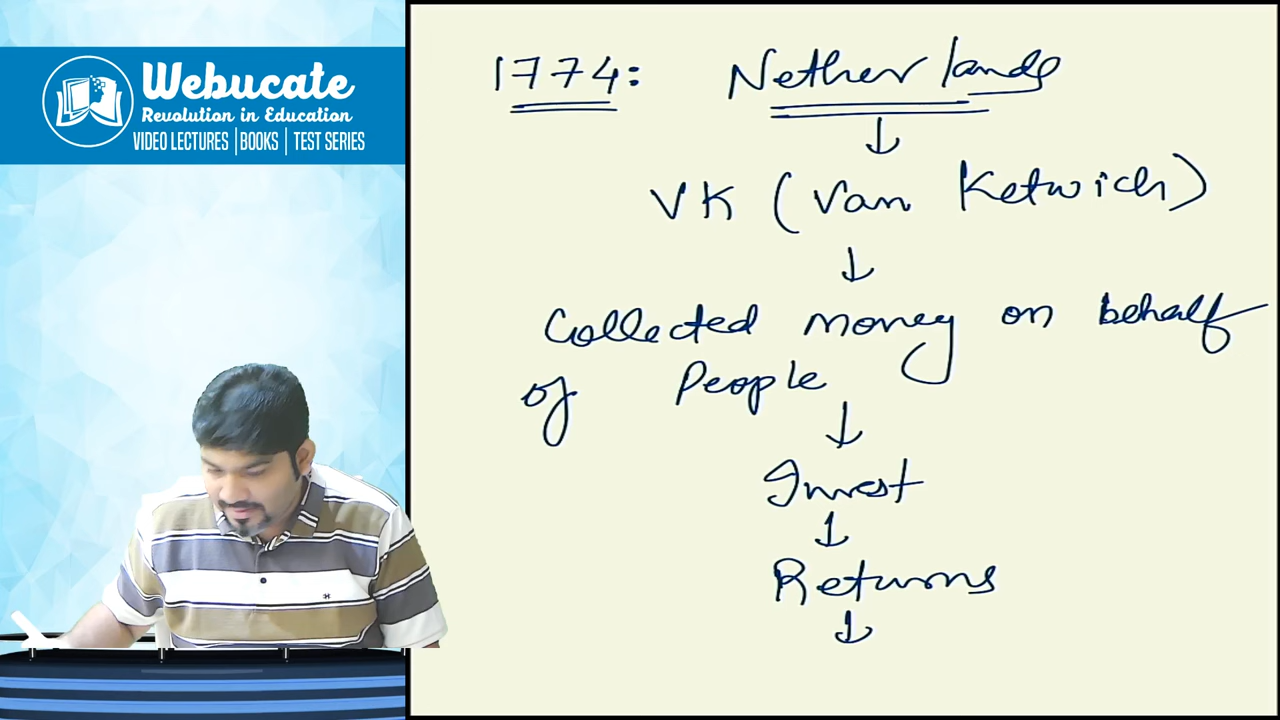 Webucate
Revolution in Education
VIDEO LECTURES | BOOKS | TEST SERIES
1774: Netherlands
VK (Van Ketwich)
Collected money on behalf
of People
Invest
Returns